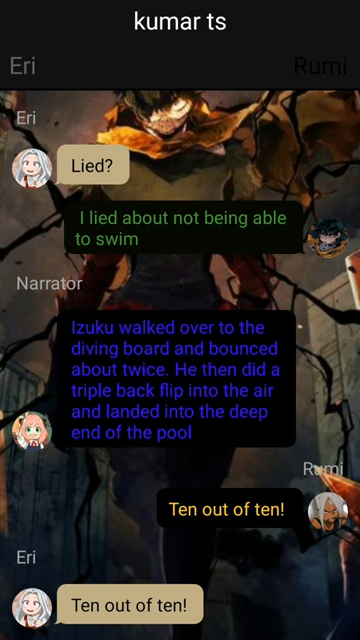 kumar ts
Eri
Rumi
Eri
Lied?
I lied about not being able
to swim
Narrator
Izuku walked over to the
diving board and bounced
about twice. He then did a
triple back flip into the air
and landed into the deep
end of the pool
Rumi
Ten out of ten!
Eri
Ten out of ten!